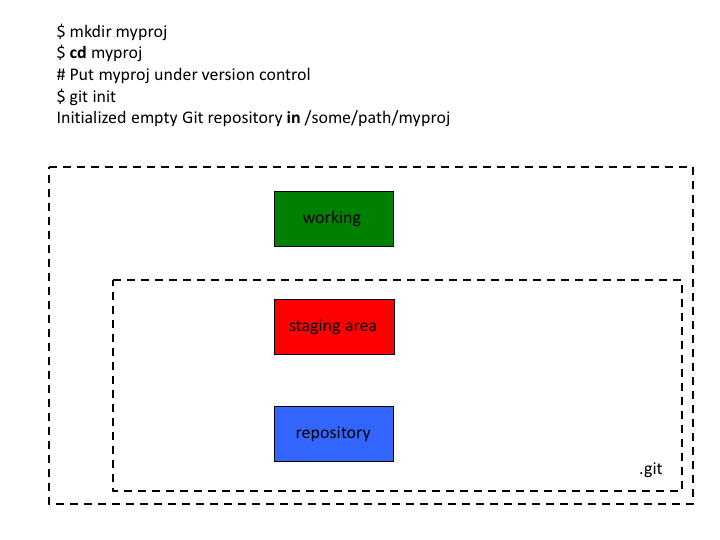 $ mkdir myproj
$ cd myproj
# Put myproj under version control
$ git init
Initialized empty Git repository in /some/path/myproj
working
staging area
repository
.git